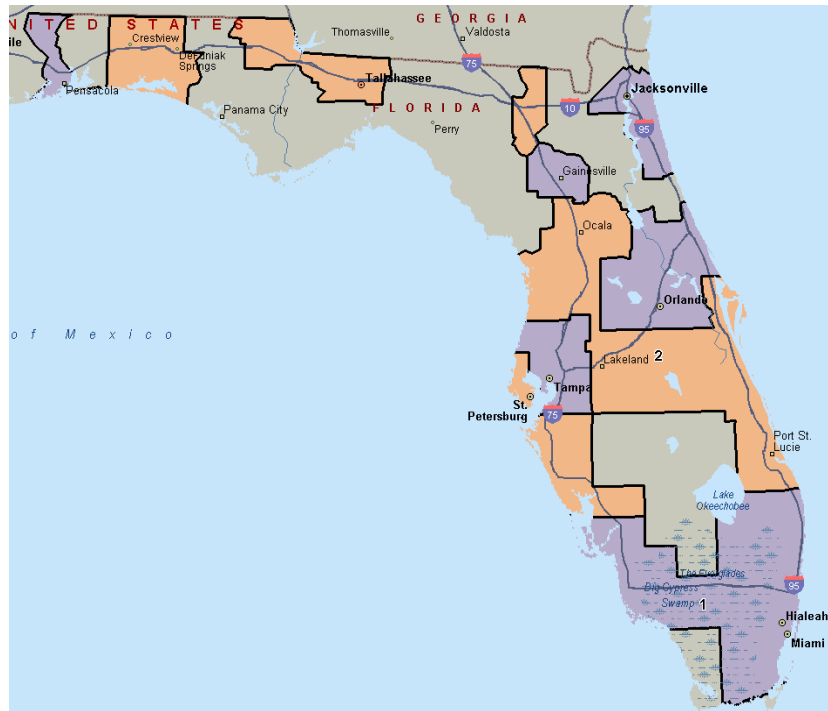 GEORGIA
UNITED STATES
Thomasville
Valdosta
Crestview
ile
DeFuniak
Springs
75
Pensacola
Tallahassee
Jacksonville
Panama City
FLORIDA
10
Perry
95
Gainesville
Ocala
Orlando
of Mexico
2
Lakeland
Tampa
St.
Petersburg
75
Port St.
Lucie
Lake
Okeechobee
The Everglades
Big Cypress
95
Swamp
1
Hialeah
Miami